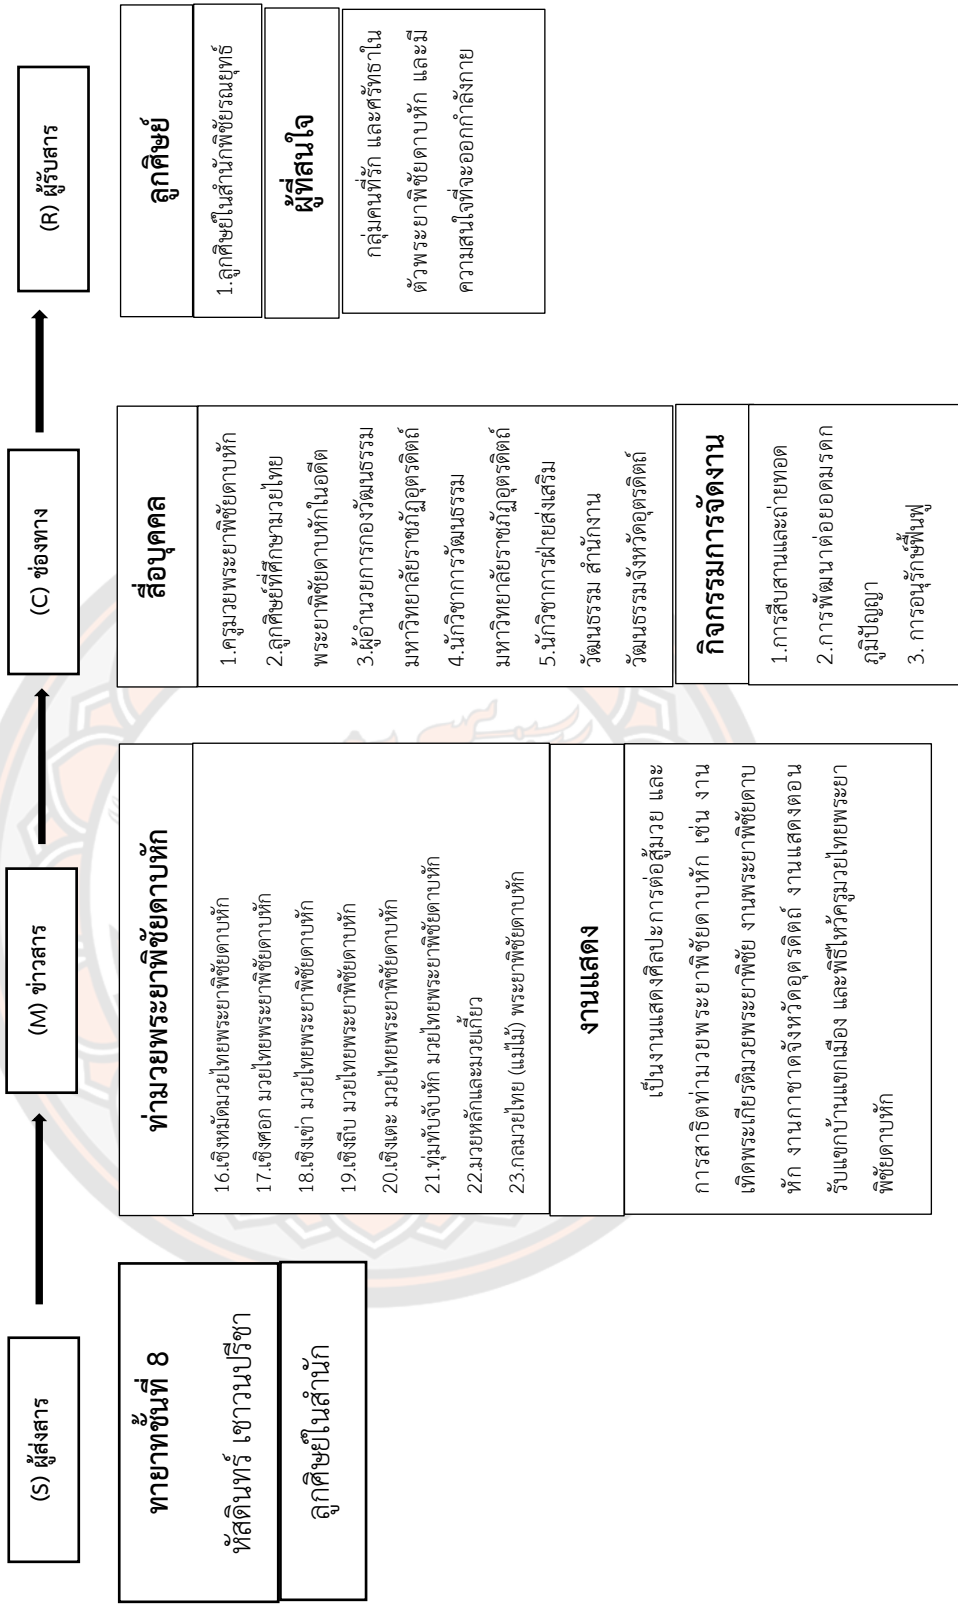 (S) ผู้ส่งสาร
(M) ข่าวสาร
(C) ช่องทาง
(R) ผู้รับสาร
ทายาทชั้นที่ 8
หัสดินทร์ เชาวนปรีชา
ลูกศิษย์ในสำนัก
ท่ามวยพระยาพิชัยดาบหัก
16.เชิงหมัดมวยไทยพระยาพิชัยดาบหัก
17.เชิงศอก มวยไทยพระยาพิชัยดาบหัก
18.เชิงเข่า มวยไทยพระยาพิชัยดาบหัก
19.เชิงถีบ มวยไทยพระยาพิชัยดาบหัก
20.เชิงเตะ มวยไทยพระยาพิชัยดาบหัก
21.ทุ่มทับจับหัก มวยไทยพระยาพิชัยดาบหัก
22.มวยหลักและมวยเกี้ยว
23.กลมวยไทย (แม่ไม้) พระยาพิชัยดาบหัก
งานแสดง
เป็นงานแสดงศิลปะการต่อสู้มวย และ
การสาธิตท่ามวยพระยาพิชัยดาบหัก เช่น งาน
เทิดพระเกียรติมวยพระยาพิชัย งานพระยาพิชัยดาบ
หัก งานกาชาดจังหวัดอุตรดิตถ์ งานแสดงตอน
รับแขกบ้านแขกเมือง และพิธีไหว้ครูมวยไทยพระยา
พิชัยดาบหัก
สื่อบุคคล
1.ครูมวยพระยาพิชัยดาบหัก
2.ลูกศิษย์ที่ศึกษามวยไทย
พระยาพิชัยดาบหักในอดีต
3.ผู้อำนวยการกองวัฒนธรรม
มหาวิทยาลัยราชภัฏอุตรดิตถ์
4.นักวิชาการวัฒนธรรม
มหาวิทยาลัยราชภัฏอุตรดิตถ์
5.นักวิชาการฝ่ายส่งเสริม
วัฒนธรรม สำนักงาน
วัฒนธรรมจังหวัดอุตรดิตถ์
กิจกรรมการจัดงาน
1.การสืบสานและถ่ายทอด
2.การพัฒนาต่อยอดมรดก
ภูมิปัญญา
3. การอนุรักษ์ฟื้นฟู
ลูกศิษย์
1.ลูกศิษย์ในสำนักพิชัยรณยุทธ์
ผู้ที่สนใจ
กลุ่มคนที่รัก และศรัทธาใน
ตัวพระยาพิชัยดาบหัก และมี
ความสนใจที่จะออกกำลังกาย